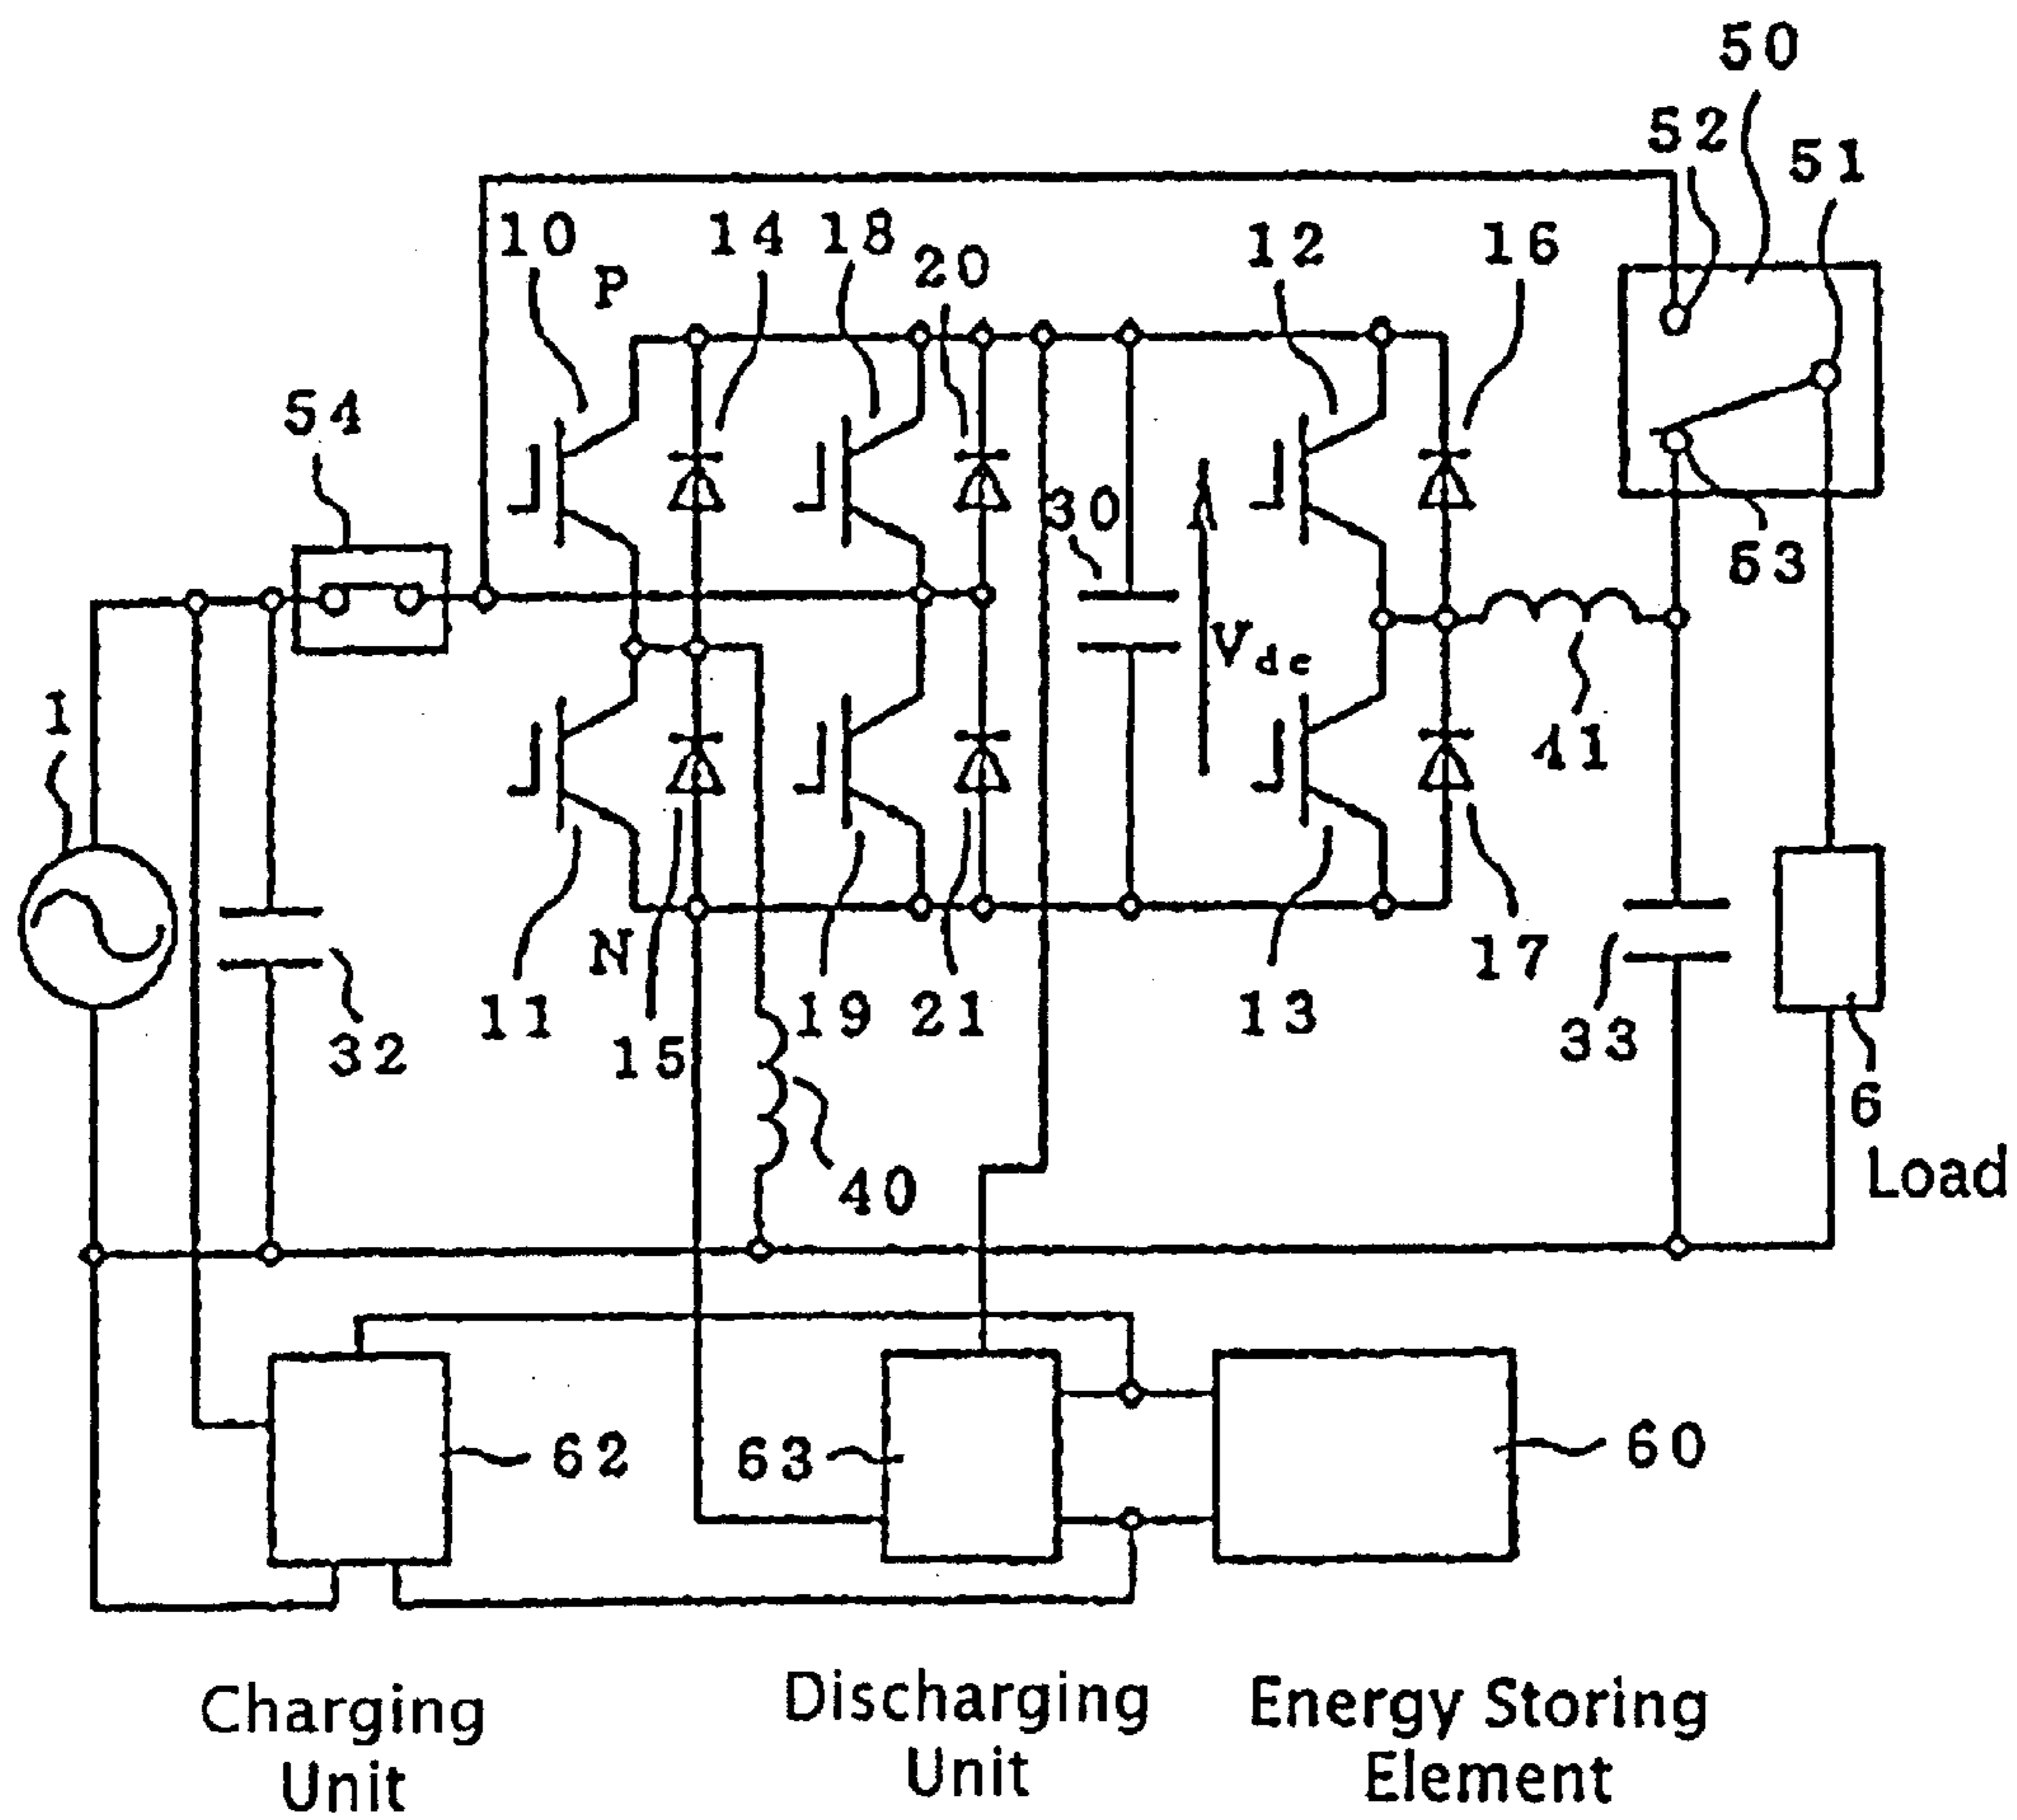 50
52
51
10
14
18
20
12
16
P
54
30
53
1
Vdc
41
N
17
11
15
19
21
13
33
32
6
40
Load
62
63
60
Charging
Unit
Discharging
Unit
Energy Storing
Element